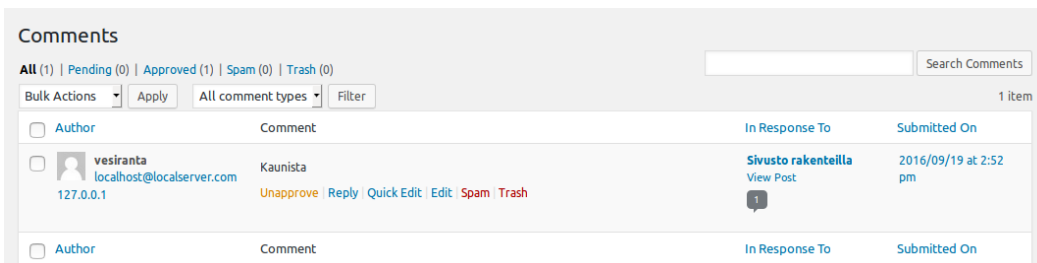 Comments
All (1) | Pending (0) | Approved (1) | Spam (0) | Trash (0)
Search Comments
Bulk Actions Apply All comment types Filter
1 item
Author Comment In Response To Submitted On
vesiranta
localhost@localserver.com
127.0.0.1
Kaunista
Unapprove | Reply | Quick Edit | Edit | Spam | Trash
Sivusto rakenteilla
View Post
1
2016/09/19 at 2:52
pm
Author Comment In Response To Submitted On